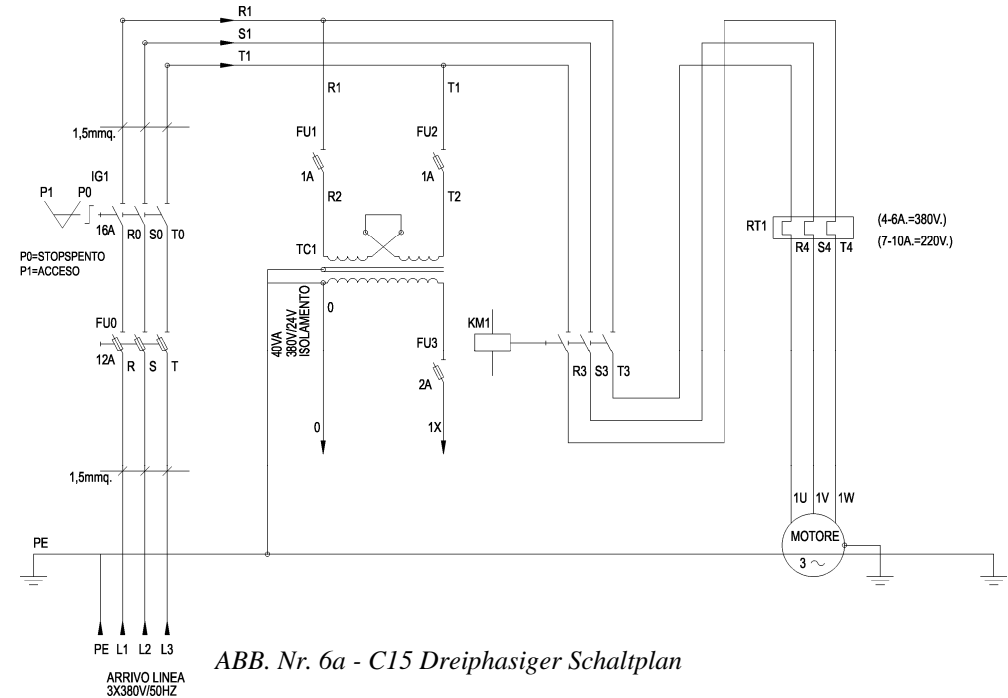 R1
S1
T1
R1
T1
1,5mmq.
FU1
FU2
IG1
1A
1A
P1
P0
R2
T2
16A
R0
S0
T0
RT1
(4-6A.=380V.)
R4
S4
T4
(7-10A.=220V.)
TC1
P0=STOPSPENTO
P1=ACCESO
0
40VA
380V/24V
ISOLAMENTO
FU0
KM1
FU3
12A
R
S
T
R3
S3
T3
2A
0
1X
1,5mmq.
1U
1V
1W
PE
MOTORE
3 ~
PE
L1
L2
L3
ARRIVO LINEA
3X380V/50HZ
ABB. Nr. 6a - C15 Dreiphasiger Schaltplan